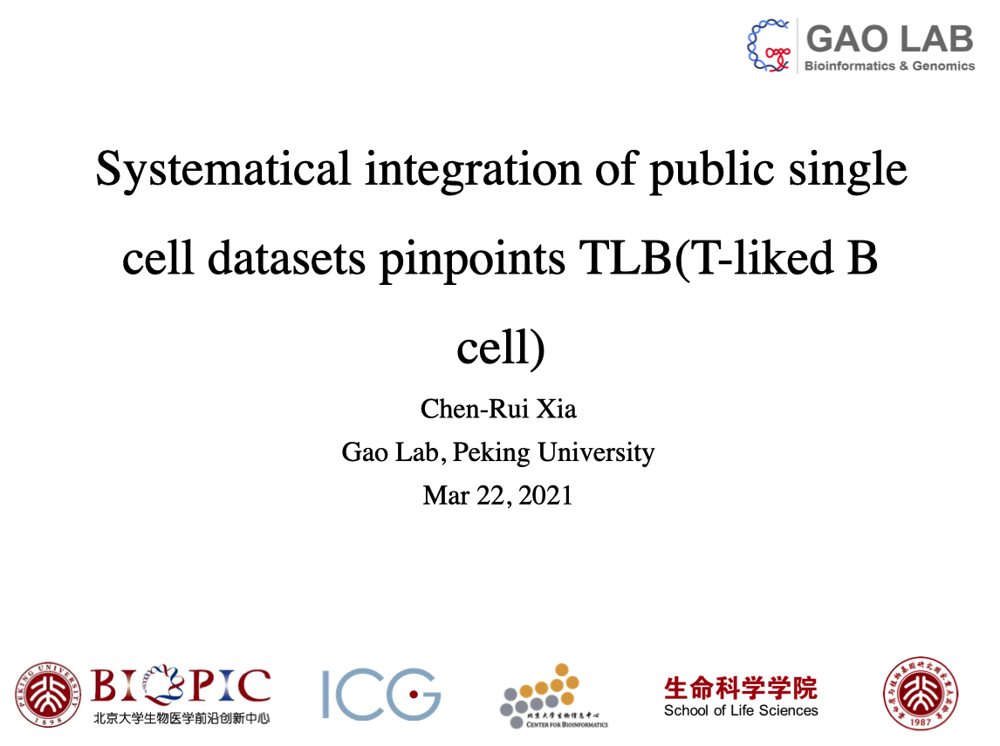 GAO LAB
Bioinformatics & Genomics
Systematical integration of public single
cell datasets pinpoints TLB(T-liked B
cell)
Chen-Rui Xia
Gao Lab, Peking University
Mar 22, 2021
PEKING UNIVERSITY
1898
BIOPIC
北京大学生物医学前沿创新中心
ICG
北京大学生物信息中心
CENTER FOR BIOINFORMATICS
生命科学学院
School of Life Sciences
1987